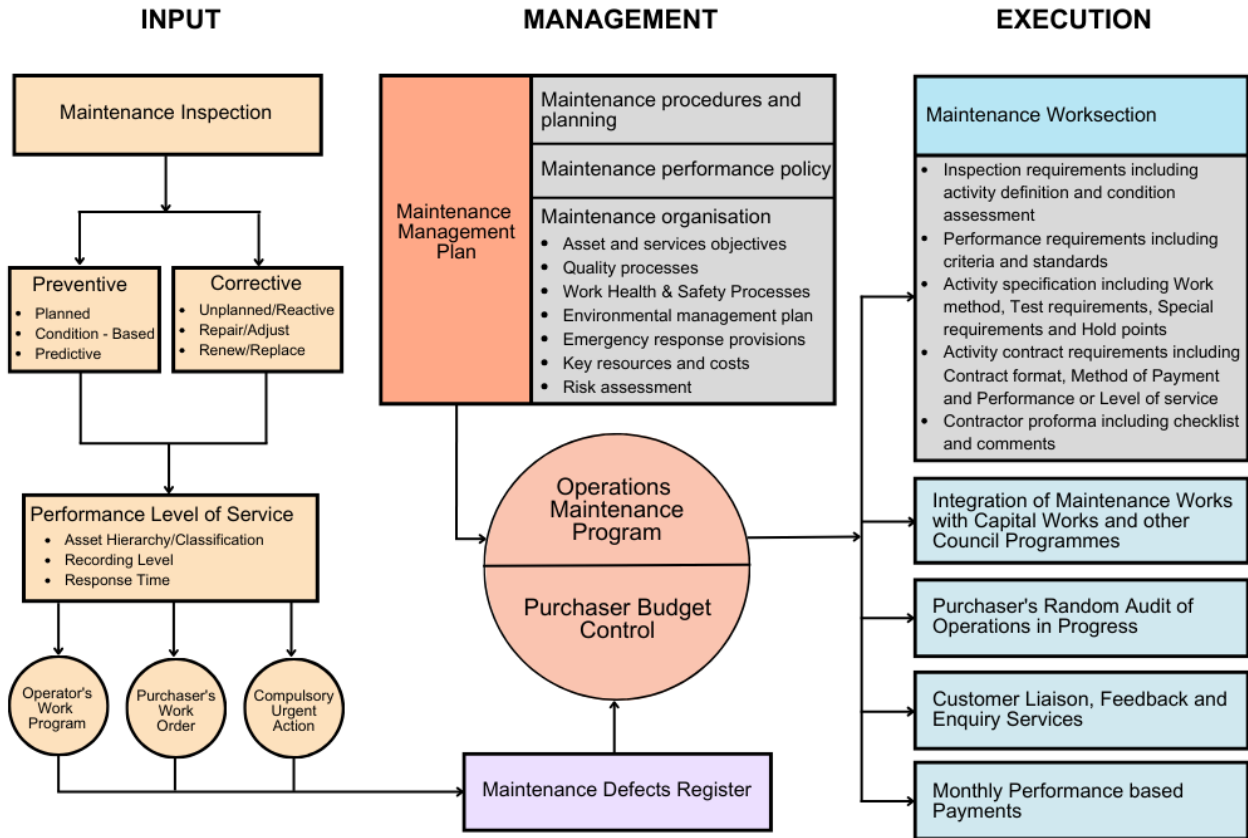 INPUT
MANAGEMENT
EXECUTION
Maintenance Inspection
Preventive
• Planned
• Condition - Based
• Predictive
Corrective
• Unplanned/Reactive
• Repair/Adjust
• Renew/Replace
Performance Level of Service
• Asset Hierarchy/Classification
• Recording Level
• Response Time
Operator's
Work
Program
Purchaser's
Work
Order
Compulsory
Urgent
Action
Maintenance
Management
Plan
Maintenance procedures and
planning
Maintenance performance policy
Maintenance organisation
• Asset and services objectives
• Quality processes
• Work Health & Safety Processes
• Environmental management plan
• Emergency response provisions
• Key resources and costs
• Risk assessment
Operations
Maintenance
Program
Purchaser Budget
Control
Maintenance Defects Register
Maintenance Worksection
• Inspection requirements including
activity definition and condition
assessment
• Performance requirements including
criteria and standards
• Activity specification including Work
method, Test requirements, Special
requirements and Hold points
• Activity contract requirements including
Contract format, Method of Payment
and Performance or Level of service
• Contractor proforma including checklist
and comments
Integration of Maintenance Works
with Capital Works and other
Council Programmes
Purchaser's Random Audit of
Operations in Progress
Customer Liaison, Feedback and
Enquiry Services
Monthly Performance based
Payments